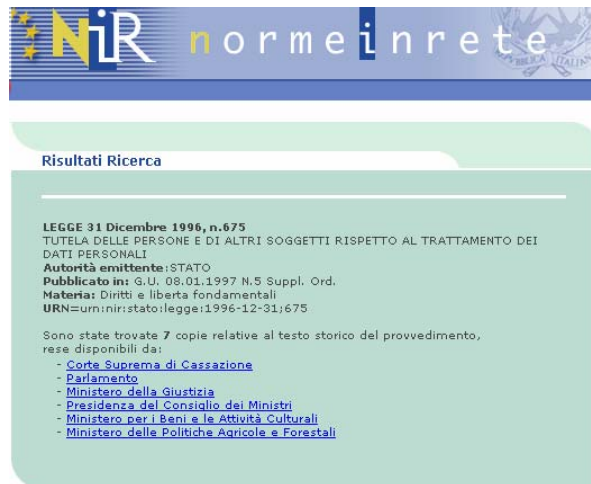 NiR normeinrete
Risultati Ricerca
LEGGE 31 Dicembre 1996, n.675
TUTELA DELLE PERSONE E DI ALTRI SOGGETTI RISPETTO AL TRATTAMENTO DEI
DATI PERSONALI
Autorità emittente:STATO
Pubblicato in: G.U. 08.01.1997 N.5 Suppl. Ord.
Materia: Diritti e liberta fondamentali
URN=urn:nir:stato:legge:1996-12-31;675
Sono state trovate 7 copie relative al testo storico del provvedimento,
rese disponibili da:
- Corte Suprema di Cassazione
- Parlamento
- Ministero della Giustizia
- Presidenza del Consiglio dei Ministri
- Ministero per i Beni e le Attività Culturali
- Ministero delle Politiche Agricole e Forestali